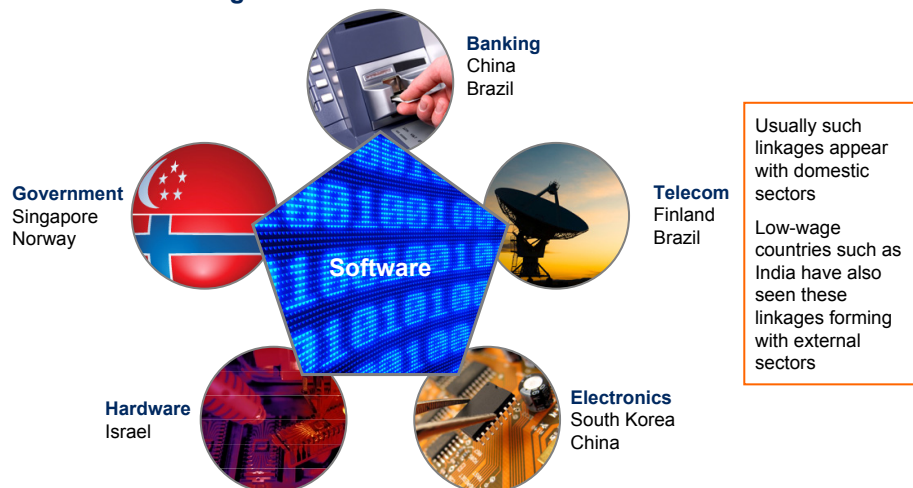 Banking
China
Brazil
Government
Singapore
Norway
Software
Telecom
Finland
Brazil
Hardware
Israel
Electronics
South Korea
China
Usually such
linkages appear
with domestic
sectors
Low-wage
countries such as
India have also
seen these
linkages forming
with external
sectors